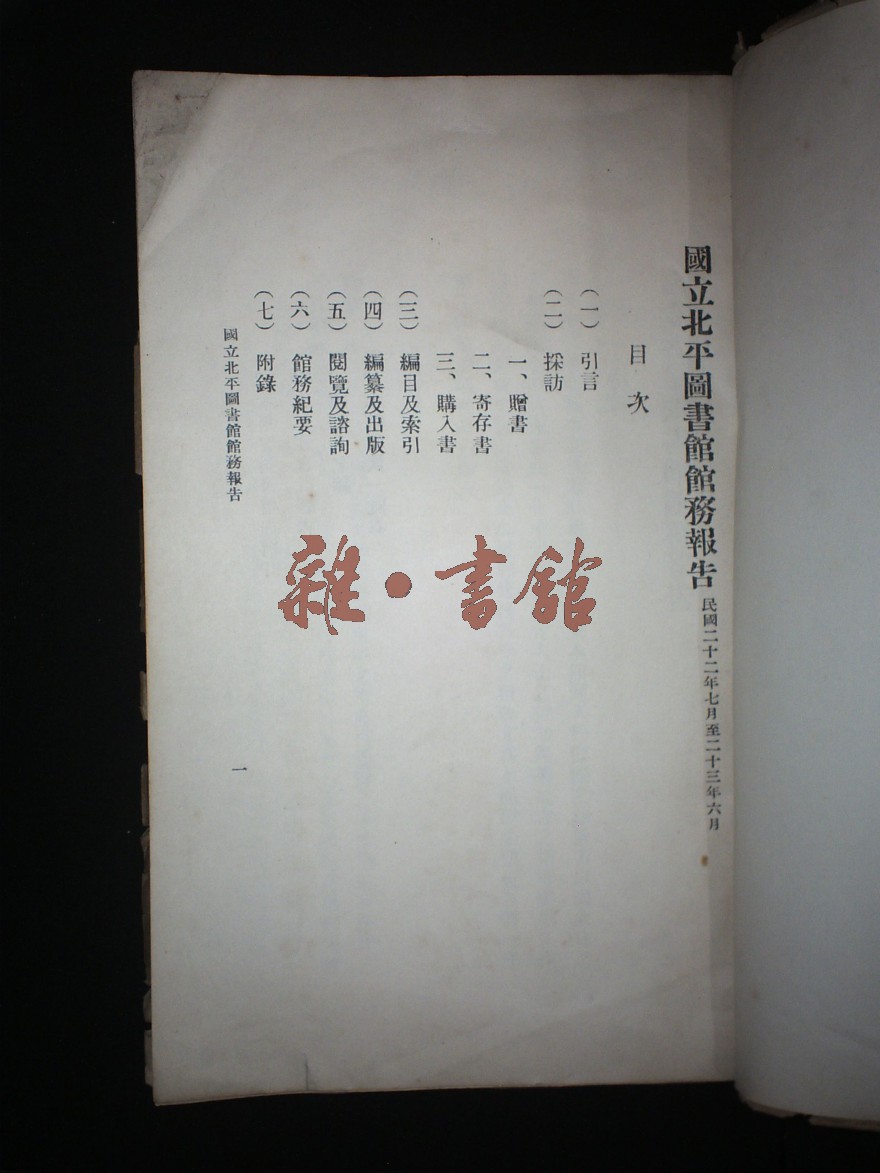 國立北平圖書館館務報告 民國二十二年七月至二十三年六月
目次
(一) 引言
(二) 採訪
一、贈書
二、寄存書
三、購入書
(三) 編目及索引
(四) 編纂及出版
(五) 閱覽及諮詢
(六) 館務紀要
(七) 附錄
國立北平圖書館館務報告
一
雜·書館